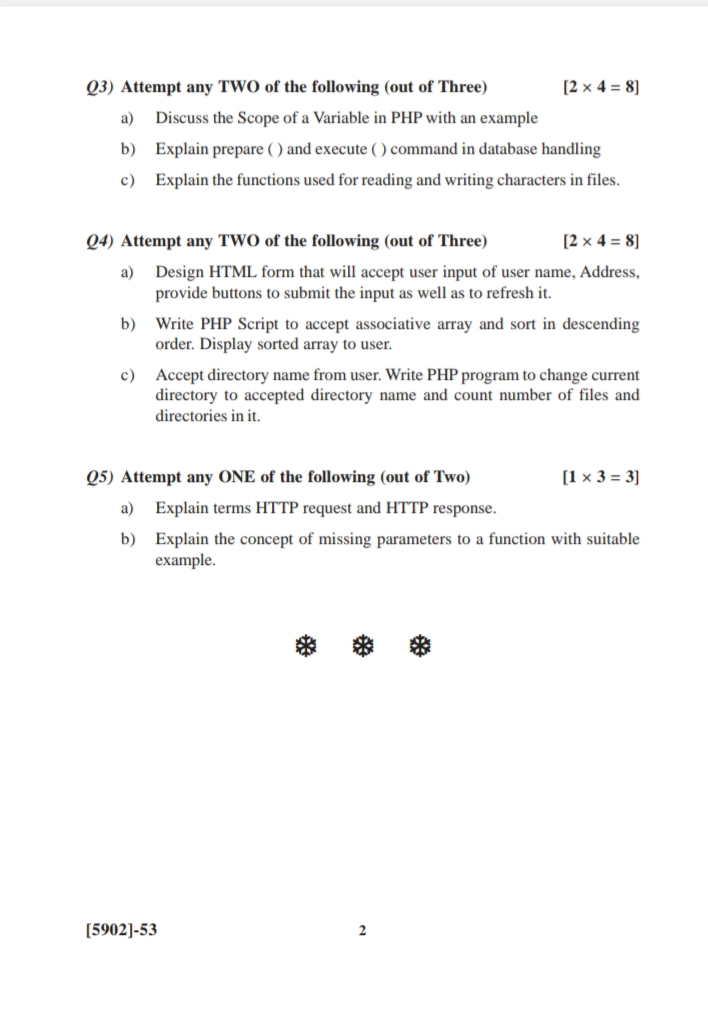 Q3) Attempt any TWO of the following (out of Three) [2 × 4 = 8]
a) Discuss the Scope of a Variable in PHP with an example
b) Explain prepare ( ) and execute ( ) command in database handling
c) Explain the functions used for reading and writing characters in files.
Q4) Attempt any TWO of the following (out of Three) [2 × 4 = 8]
a) Design HTML form that will accept user input of user name, Address,
provide buttons to submit the input as well as to refresh it.
b) Write PHP Script to accept associative array and sort in descending
order. Display sorted array to user.
c) Accept directory name from user. Write PHP program to change current
directory to accepted directory name and count number of files and
directories in it.
Q5) Attempt any ONE of the following (out of Two) [1 × 3 = 3]
a) Explain terms HTTP request and HTTP response.
b) Explain the concept of missing parameters to a function with suitable
example.
[5902]-53 2